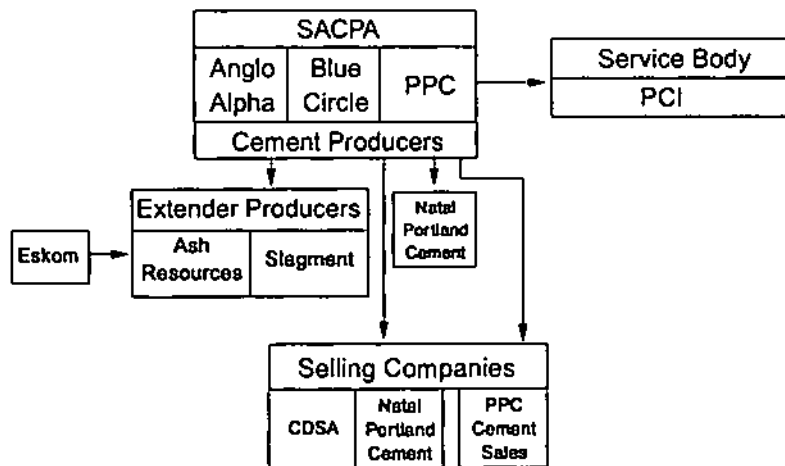 SACPA
Anglo
Alpha
Blue
Circle
PPC
Cement Producers
Service Body
PCI
Extender Producers
Ash
Resources
Slagment
Eskom
Natal
Portland
Cement
Selling Companies
CDSA
Natal
Portland
Cement
PPC
Cement
Sales